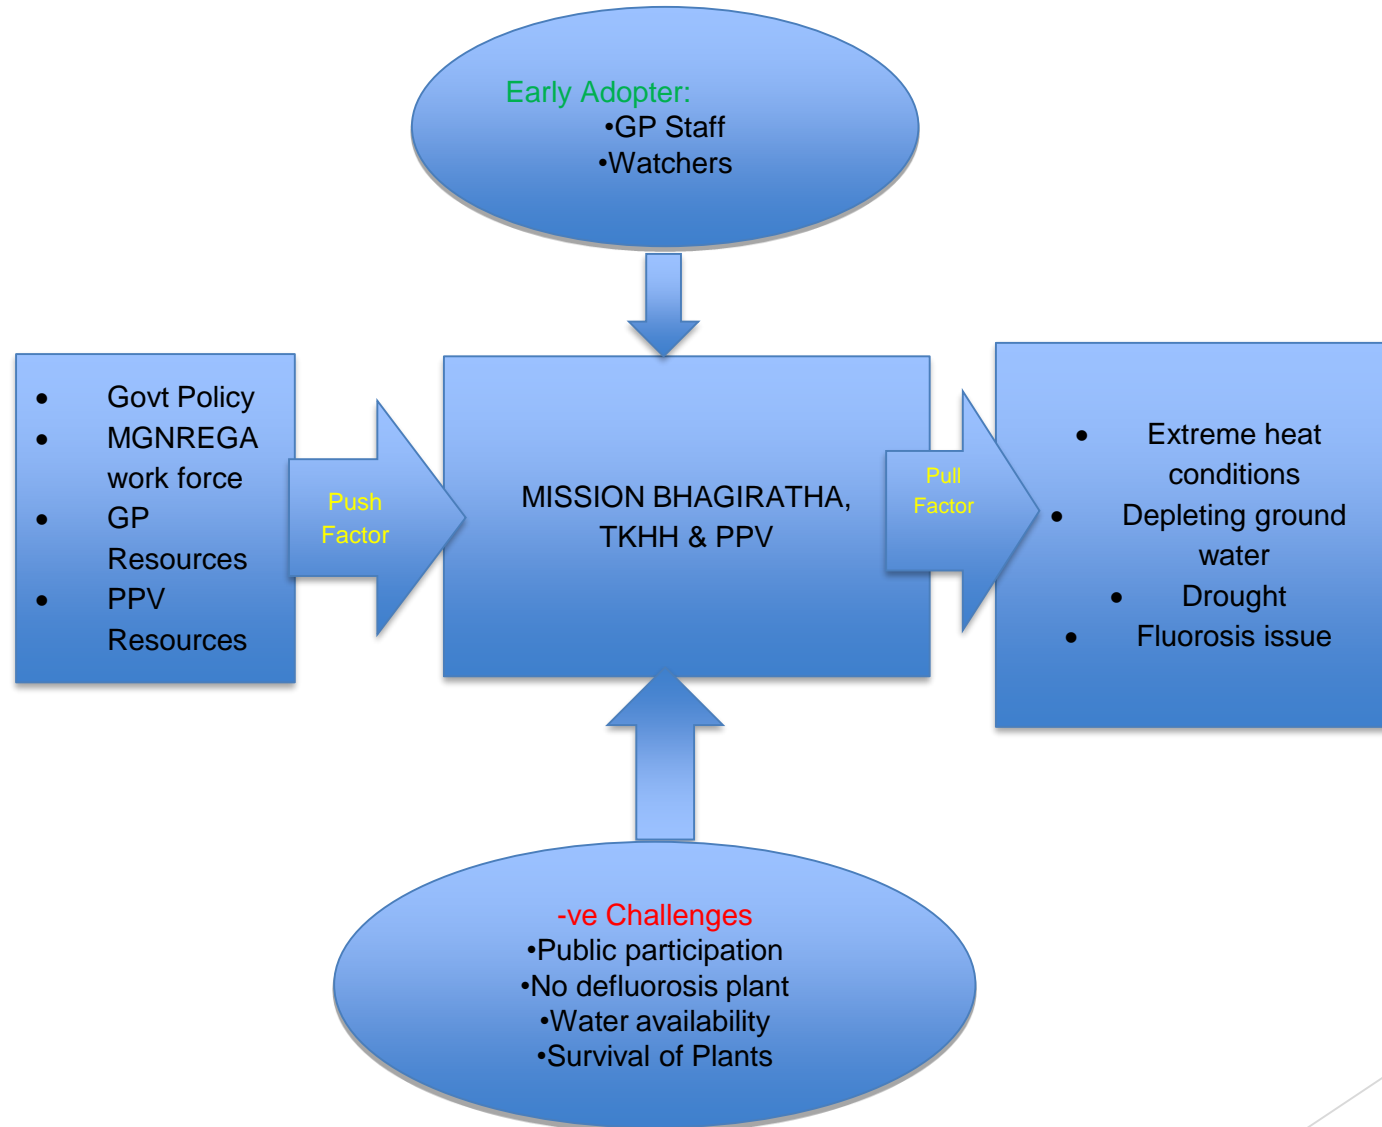 Early Adopter:
•GP Staff
•Watchers
• Govt Policy
• MGNREGA
work force
• GP
Resources
• PPV
Resources
Push
Factor
MISSION BHAGIRATHA,
TKHH & PPV
Pull
Factor
• Extreme heat
conditions
• Depleting ground
water
• Drought
• Fluorosis issue
-ve Challenges
•Public participation
•No defluorosis plant
•Water availability
•Survival of Plants